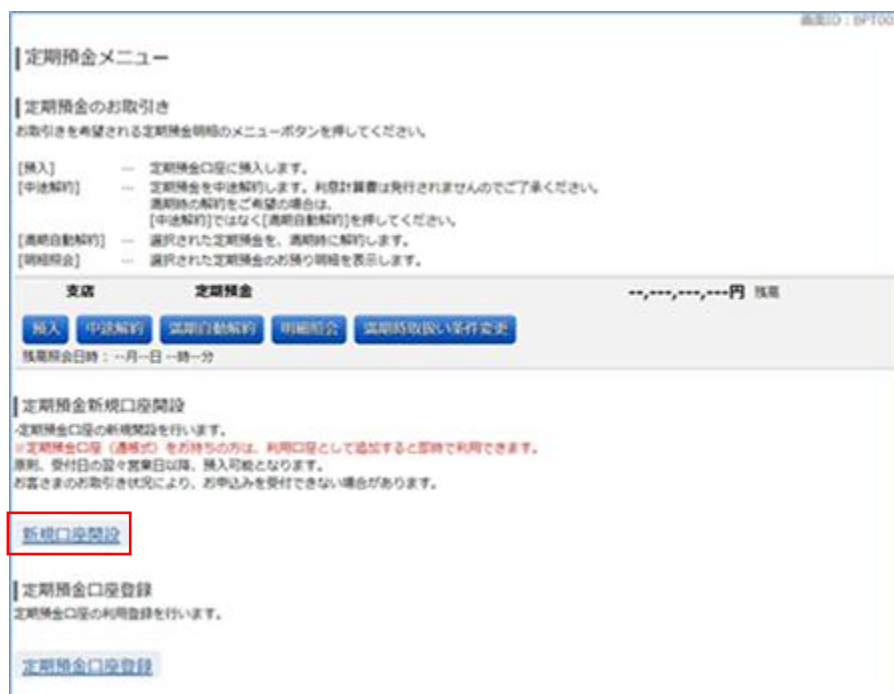 画面ID：BPT00
定期預金メニュー
定期預金のお取引き
お取引きを希望される定期預金明細のメニューボタンを押してください。
[預入] … 定期預金口座に預入します。
[中途解約] … 定期預金を中途解約します。利息計算書は発行されませんのでご了承ください。
満期時の解約をご希望の場合は、
[中途解約]ではなく[満期自動解約]を押してください。
[満期自動解約] … 選択された定期預金を、満期時に解約します。
[明細照会] … 選択された定期預金のお預り明細を表示します。
支店 定期預金 --,---,---,---円 残高
預入 中途解約 満期自動解約 明細照会 満期時取扱い条件変更
残高照会日時：--月--日 --時--分
定期預金新規口座開設
定期預金口座の新規開設を行います。
※定期預金口座（通帳式）をお持ちの方は、利用口座として追加すると即時で利用できます。
原則、受付日の翌々営業日以降、預入可能となります。
お客さまのお取引き状況により、お申込みを受付できない場合があります。
新規口座開設
定期預金口座登録
定期預金口座の利用登録を行います。
定期預金口座登録